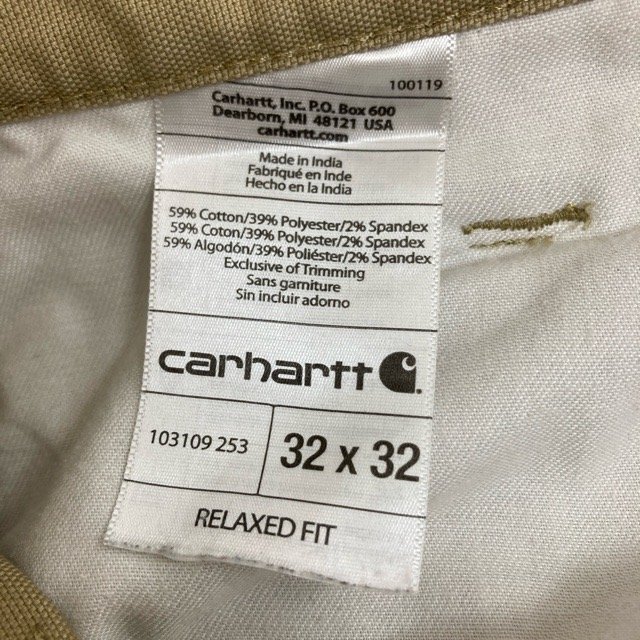 100119
Carhartt, Inc. P.O. Box 600
Dearborn, MI 48121 USA
carhartt.com
Made in India
Fabriqué en Inde
Hecho en la India
59% Cotton/39% Polyester/2% Spandex
59% Coton/39% Polyester/2% Spandex
59% Algodón/39% Poliéster/2% Spandex
Exclusive of Trimming
Sans garniture
Sin incluir adorno
carhartt
103109 253
32 x 32
RELAXED FIT